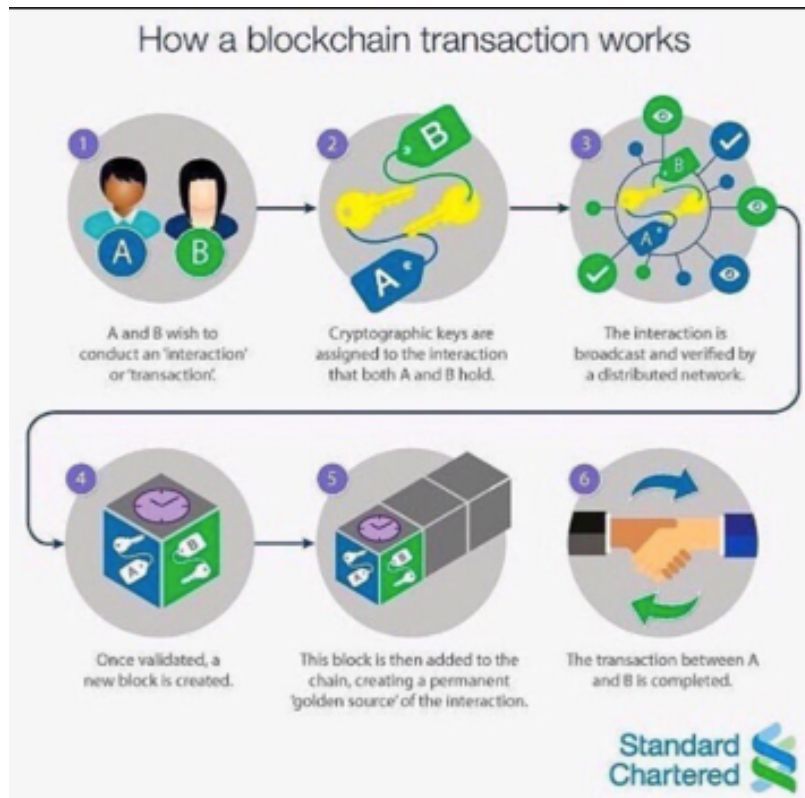 How a blockchain transaction works
1
2
3
A
B
B
A
B
A
A and B wish to
conduct an 'interaction'
or 'transaction'.
Cryptographic keys are
assigned to the interaction
that both A and B hold.
The interaction is
broadcast and verified by
a distributed network.
4
5
6
A
B
A
B
Once validated, a
new block is created.
This block is then added to the
chain, creating a permanent
'golden source' of the interaction.
The transaction between A
and B is completed.
Standard
Chartered